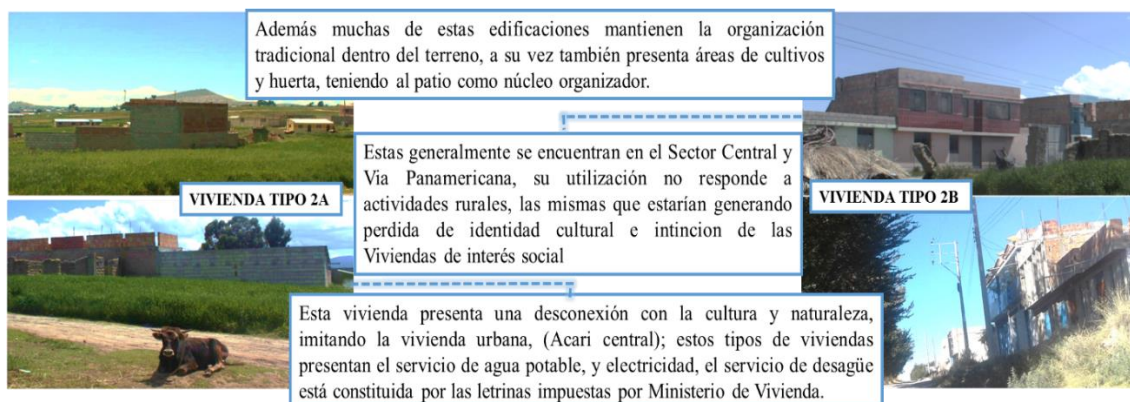 Además muchas de estas edificaciones mantienen la organización
tradicional dentro del terreno, a su vez también presenta áreas de cultivos
y huerta, teniendo al patio como núcleo organizador.
Estas generalmente se encuentran en el Sector Central y
Via Panamericana, su utilización no responde a
actividades rurales, las mismas que estarían generando
perdida de identidad cultural e intincion de las
Viviendas de interés social
VIVIENDA TIPO 2A
VIVIENDA TIPO 2B
Esta vivienda presenta una desconexión con la cultura y naturaleza,
imitando la vivienda urbana, (Acari central); estos tipos de viviendas
presentan el servicio de agua potable, y electricidad, el servicio de desagüe
está constituida por las letrinas impuestas por Ministerio de Vivienda.